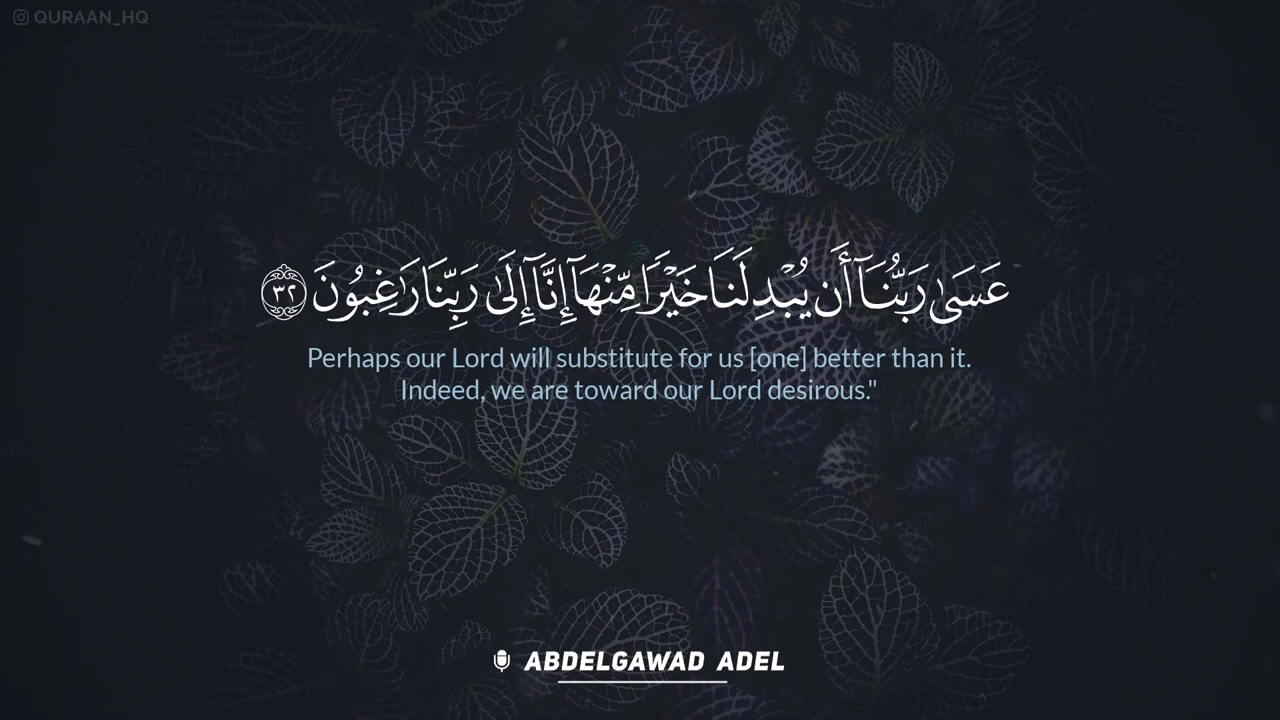 QURAAN_HQ
عَسَىٰ رَبُّنَآ أَن يُبْدِلَنَا خَيْرًا مِّنْهَآ إِنَّآ إِلَىٰ رَبِّنَا رَٰغِبُونَ ٣٢
Perhaps our Lord will substitute for us [one] better than it.
Indeed, we are toward our Lord desirous."
ABDELGAWAD ADEL